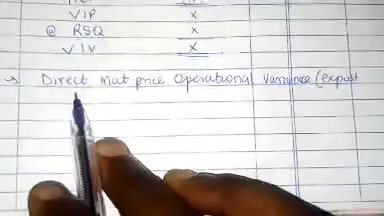 VIP X
@ RSQ X
VIV X
→ Direct mat price operational variance (expost